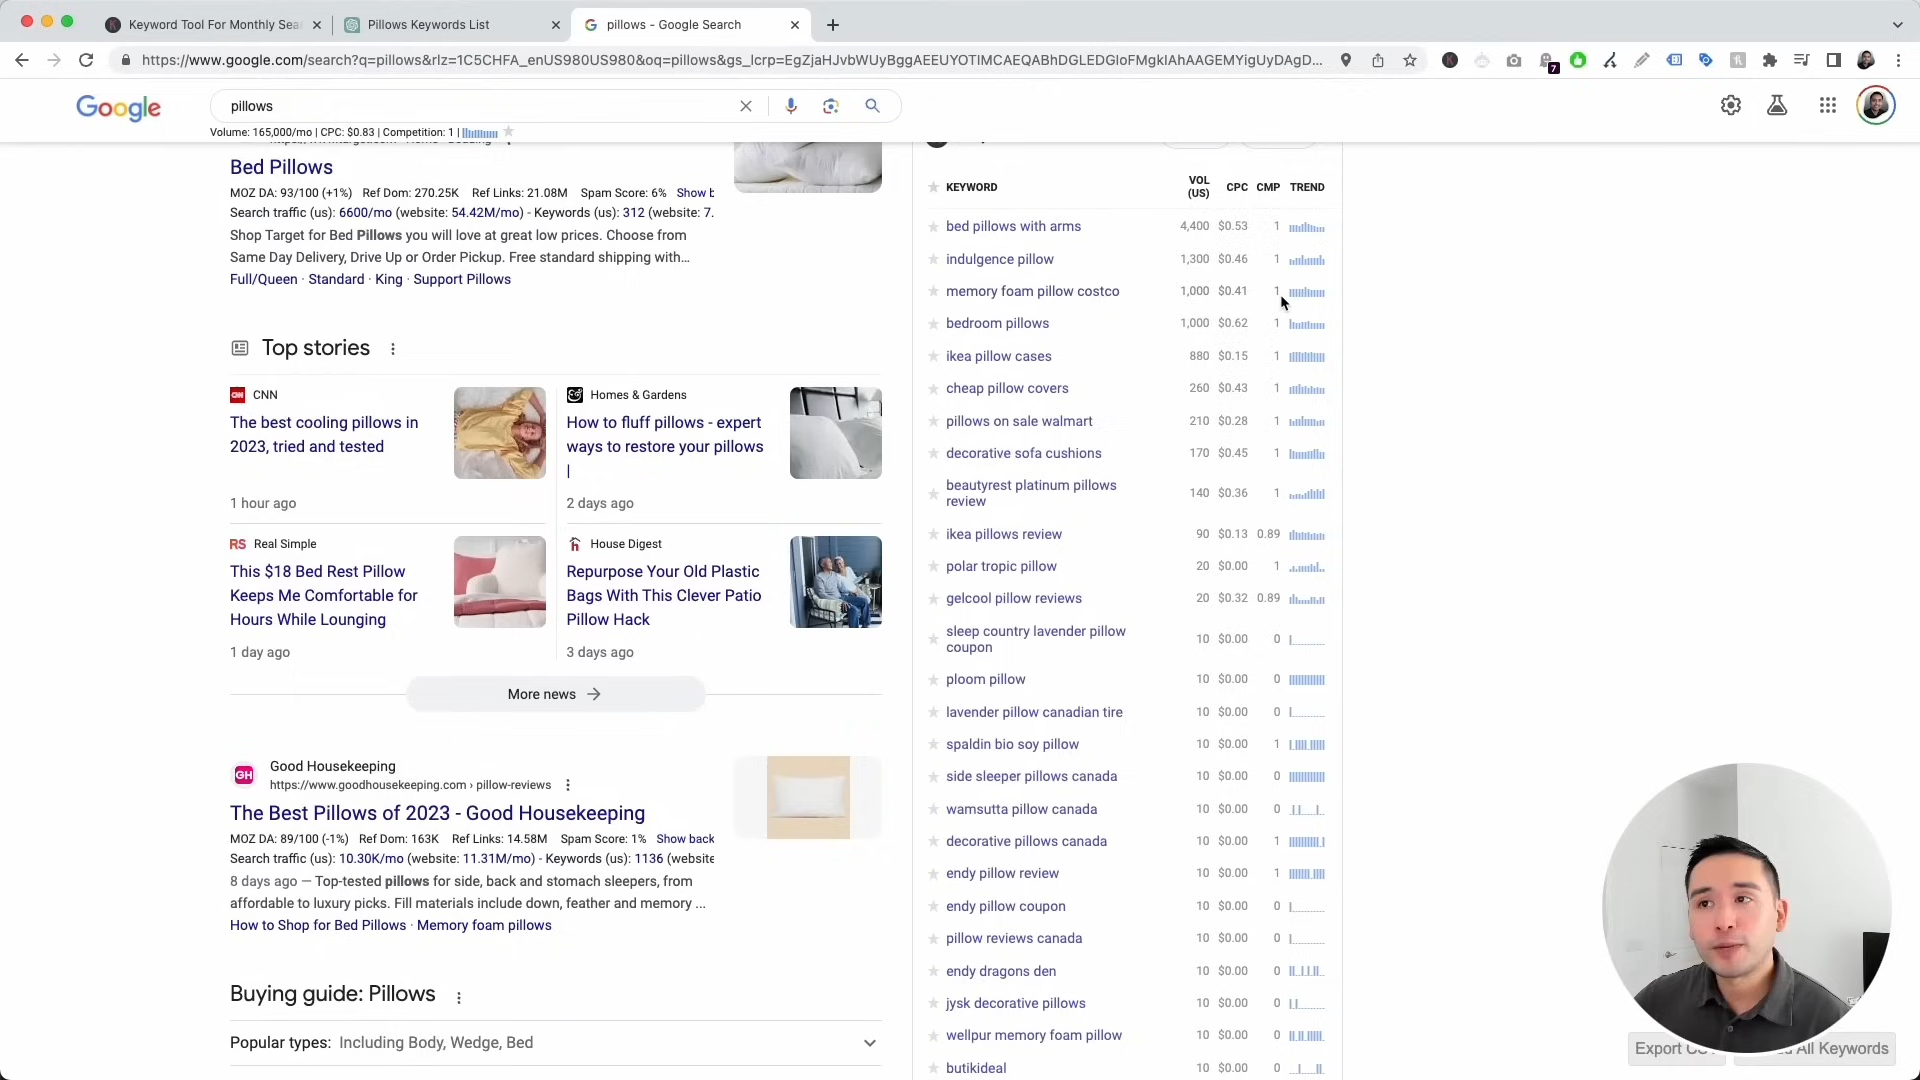 Keyword Tool For Monthly Sea
Pillows Keywords List
pillows - Google Search
https://www.google.com/search?q=pillows&rlz=1C5CHFA_enUS980US980&oq=pillows&gs_lcrp=EgZjaHJvbWUyBggAEEUYOTIMCAEQABhDGLEDGIoFMgkIAhAAGEMYigUyDAgD...
7
Google
pillows
Volume: 165,000/mo | CPC: $0.83 | Competition: 1 |
Bed Pillows
MOZ DA: 93/100 (+1%) Ref Dom: 270.25K Ref Links: 21.08M Spam Score: 6% Show b
Search traffic (us): 6600/mo (website: 54.42M/mo) - Keywords (us): 312 (website: 7.
Shop Target for Bed Pillows you will love at great low prices. Choose from
Same Day Delivery, Drive Up or Order Pickup. Free standard shipping with...
Full/Queen · Standard · King · Support Pillows
Top stories
CNN
The best cooling pillows in
2023, tried and tested
1 hour ago
Homes & Gardens
How to fluff pillows - expert
ways to restore your pillows
|
2 days ago
RS Real Simple
This $18 Bed Rest Pillow
Keeps Me Comfortable for
Hours While Lounging
1 day ago
House Digest
Repurpose Your Old Plastic
Bags With This Clever Patio
Pillow Hack
3 days ago
More news
GH
Good Housekeeping
https://www.goodhousekeeping.com › pillow-reviews
The Best Pillows of 2023 - Good Housekeeping
MOZ DA: 89/100 (-1%) Ref Dom: 163K Ref Links: 14.58M Spam Score: 1% Show back
Search traffic (us): 10.30K/mo (website: 11.31M/mo) - Keywords (us): 1136 (website
8 days ago — Top-tested pillows for side, back and stomach sleepers, from
affordable to luxury picks. Fill materials include down, feather and memory ...
How to Shop for Bed Pillows · Memory foam pillows
Buying guide: Pillows
Popular types: Including Body, Wedge, Bed
KEYWORD VOL (US) CPC CMP TREND
bed pillows with arms 4,400 $0.53 1
indulgence pillow 1,300 $0.46 1
memory foam pillow costco 1,000 $0.41 1
bedroom pillows 1,000 $0.62 1
ikea pillow cases 880 $0.15 1
cheap pillow covers 260 $0.43 1
pillows on sale walmart 210 $0.28 1
decorative sofa cushions 170 $0.45 1
beautyrest platinum pillows
review 140 $0.36 1
ikea pillows review 90 $0.13 0.89
polar tropic pillow 20 $0.00 1
gelcool pillow reviews 20 $0.32 0.89
sleep country lavender pillow
coupon 10 $0.00 0
ploom pillow 10 $0.00 0
lavender pillow canadian tire 10 $0.00 0
spaldin bio soy pillow 10 $0.00 1
side sleeper pillows canada 10 $0.00 0
wamsutta pillow canada 10 $0.00 0
decorative pillows canada 10 $0.00 1
endy pillow review 10 $0.00 1
endy pillow coupon 10 $0.00 0
pillow reviews canada 10 $0.00 0
endy dragons den 10 $0.00 0
jysk decorative pillows 10 $0.00 0
wellpur memory foam pillow 10 $0.00 0
butikideal 10 $0.00 0
Export
All Keywords